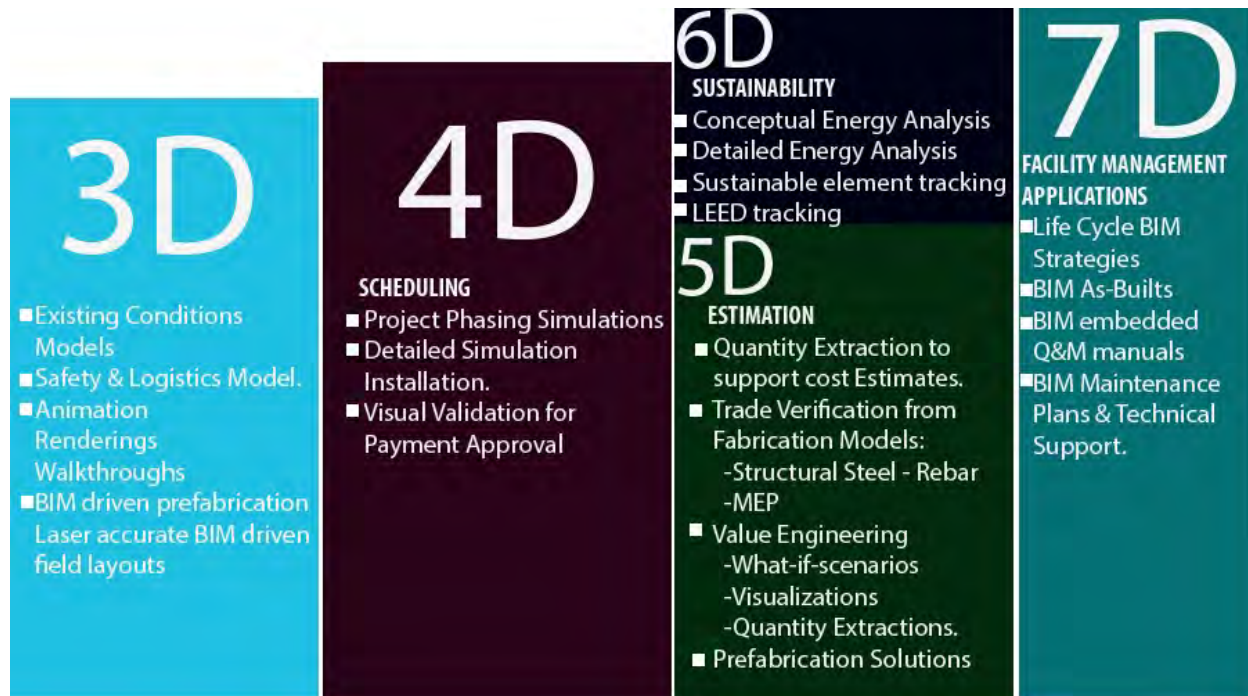 3D
Existing Conditions
Models
Safety & Logistics Model.
Animation
Renderings
Walkthroughs
BIM driven prefabrication
Laser accurate BIM driven
field layouts
4D
SCHEDULING
Project Phasing Simulations
Detailed Simulation
Installation.
Visual Validation for
Payment Approval
6D
SUSTAINABILITY
Conceptual Energy Analysis
Detailed Energy Analysis
Sustainable element tracking
LEED tracking
5D
ESTIMATION
Quantity Extraction to
support cost Estimates.
Trade Verification from
Fabrication Models:
-Structural Steel - Rebar
-MEP
Value Engineering
-What-if-scenarios
-Visualizations
-Quantity Extractions.
Prefabrication Solutions
7D
FACILITY MANAGEMENT
APPLICATIONS
Life Cycle BIM
Strategies
BIM As-Builts
BIM embedded
Q&M manuals
BIM Maintenance
Plans & Technical
Support.